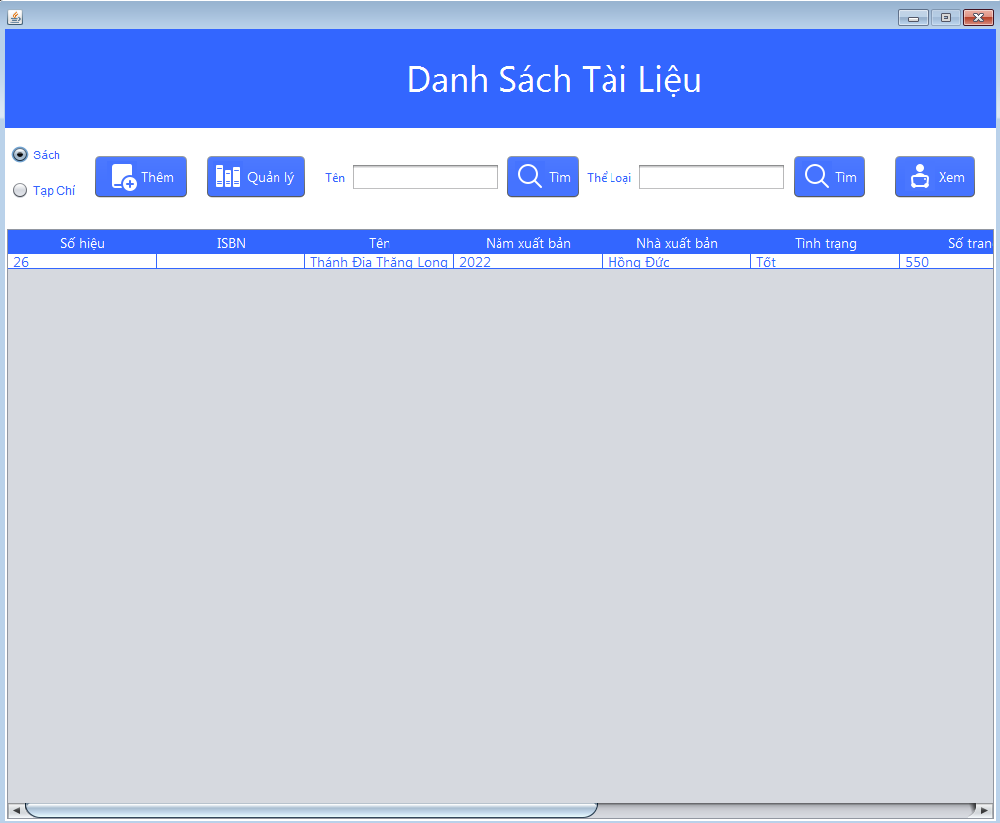 Danh Sách Tài Liệu
Sách
Tạp Chí
Thêm
Quản lý
Tên
Tìm
Thể Loại
Tìm
Xem
Số hiệu ISBN Tên Năm xuất bản Nhà xuất bản Tình trạng Số tran
26 Thánh Địa Thăng Long 2022 Hồng Đức Tốt 550